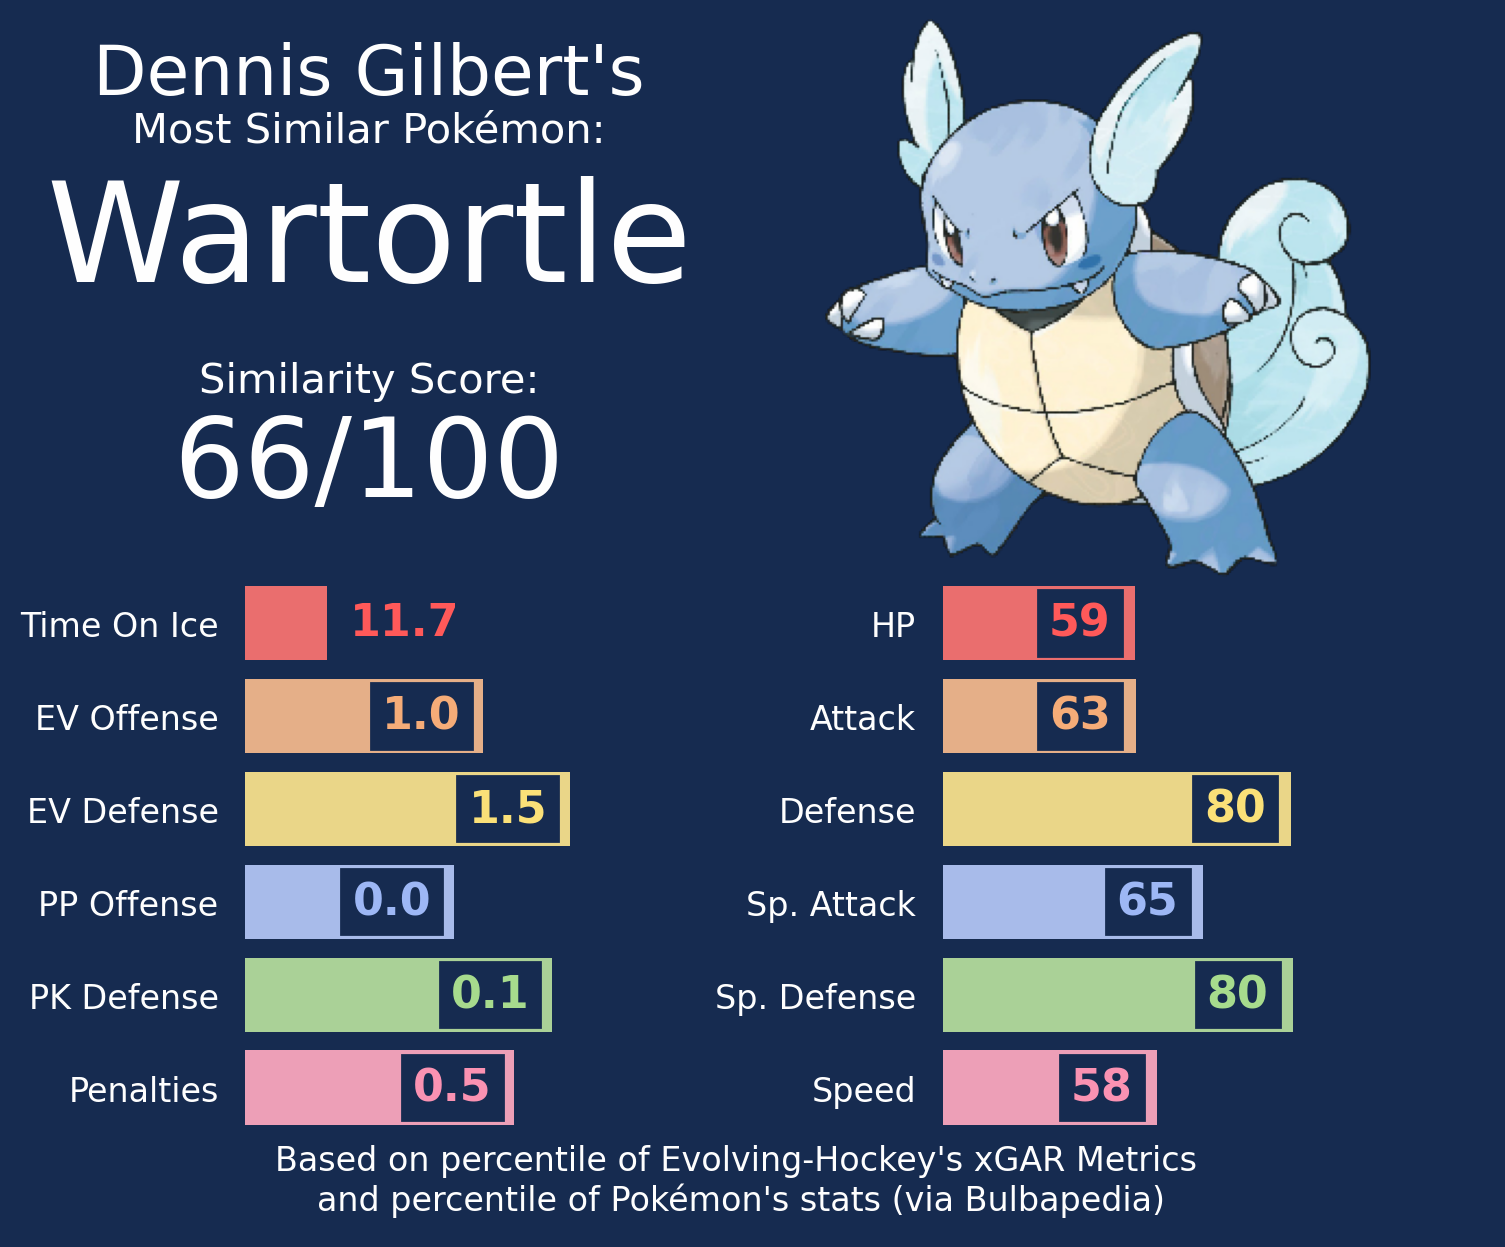 Dennis Gilbert's
Most Similar Pokémon:
Wartortle
Similarity Score:
66/100
Time On Ice 11.7
EV Offense 1.0
EV Defense 1.5
PP Offense 0.0
PK Defense 0.1
Penalties 0.5
HP 59
Attack 63
Defense 80
Sp. Attack 65
Sp. Defense 80
Speed 58
Based on percentile of Evolving-Hockey's xGAR Metrics
and percentile of Pokémon's stats (via Bulbapedia)